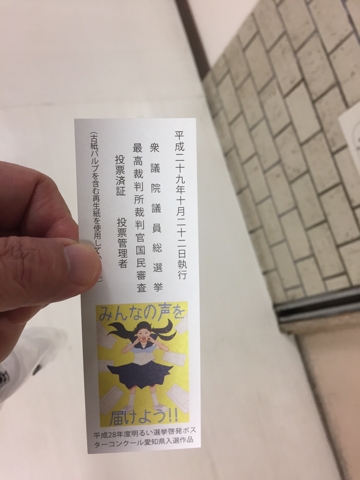 平成二十九年十月二十二日執行
衆議院議員総選挙
最高裁判所裁判官国民審査
投票済証 投票管理者
(古紙パルプを含む再生紙を使用して
みんなの声を
届けよう!!
平成28年度明るい選挙啓発ポス
ターコンクール愛知県入選作品